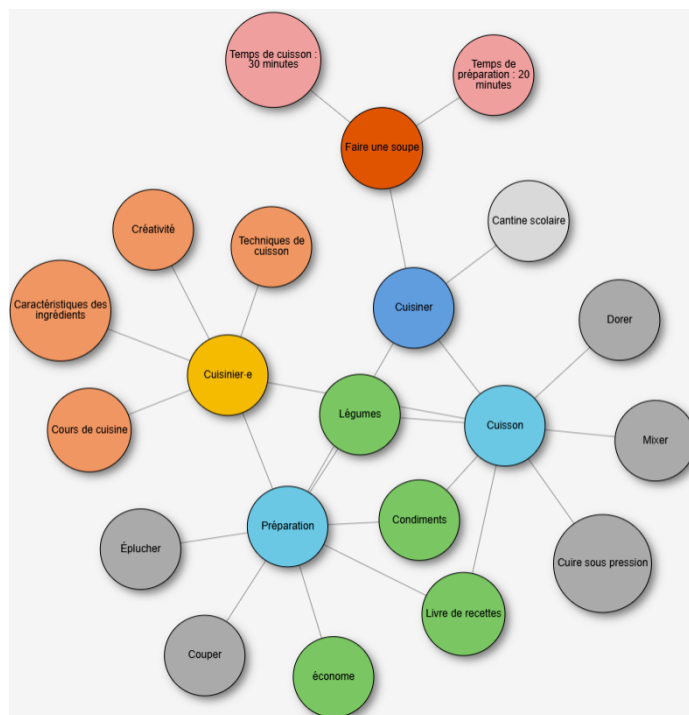 Temps de cuisson :
30 minutes
Temps de
préparation : 20
minutes
Faire une soupe
Créativité
Techniques de
cuisson
Cantine scolaire
Caractéristiques des
ingrédients
Cuisiner
Dorer
Cuisinier·e
Légumes
Cuisson
Cours de cuisine
Mixer
Préparation
Condiments
Éplucher
Cuire sous pression
Livre de recettes
Couper
économe